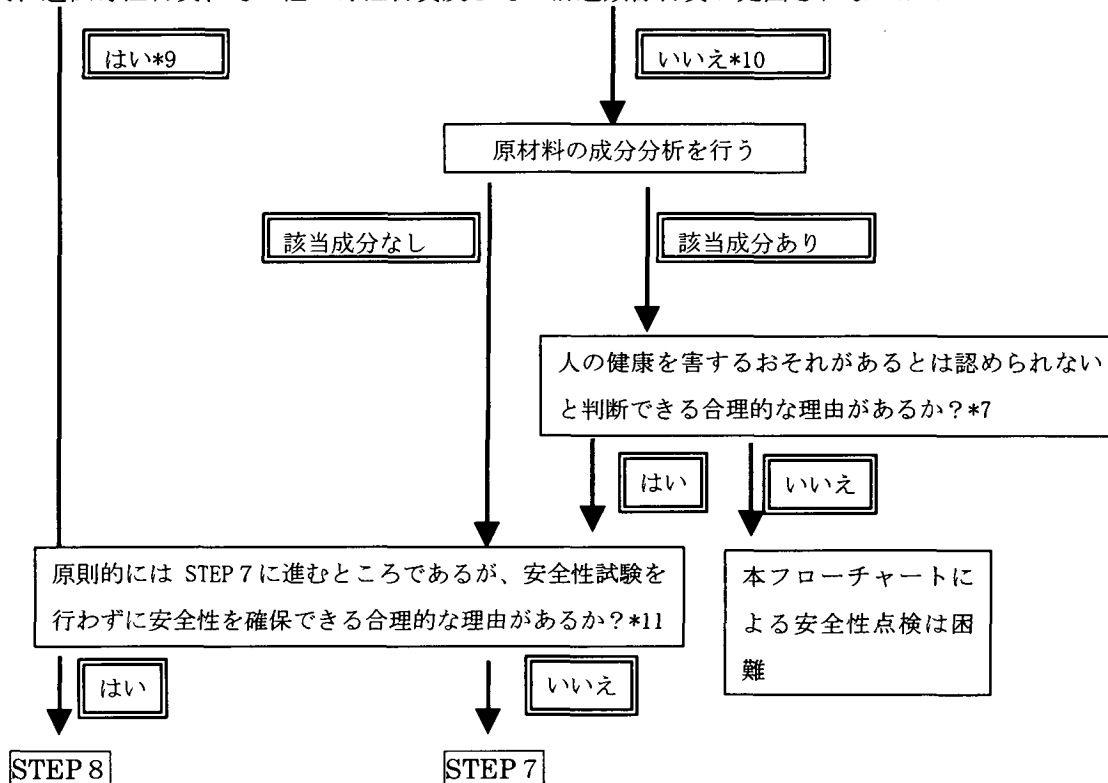 はい*9
いいえ*10
原材料の成分分析を行う
該当成分なし
該当成分あり
人の健康を害するおそれがあるとは認められない
と判断できる合理的な理由があるか？*7
はい
いいえ
原則的には STEP７に進むところであるが、安全性試験を
行わずに安全性を確保できる合理的な理由があるか？*11
本フローチャートに
よる安全性点検は困
難
はい
いいえ
STEP８
STEP７